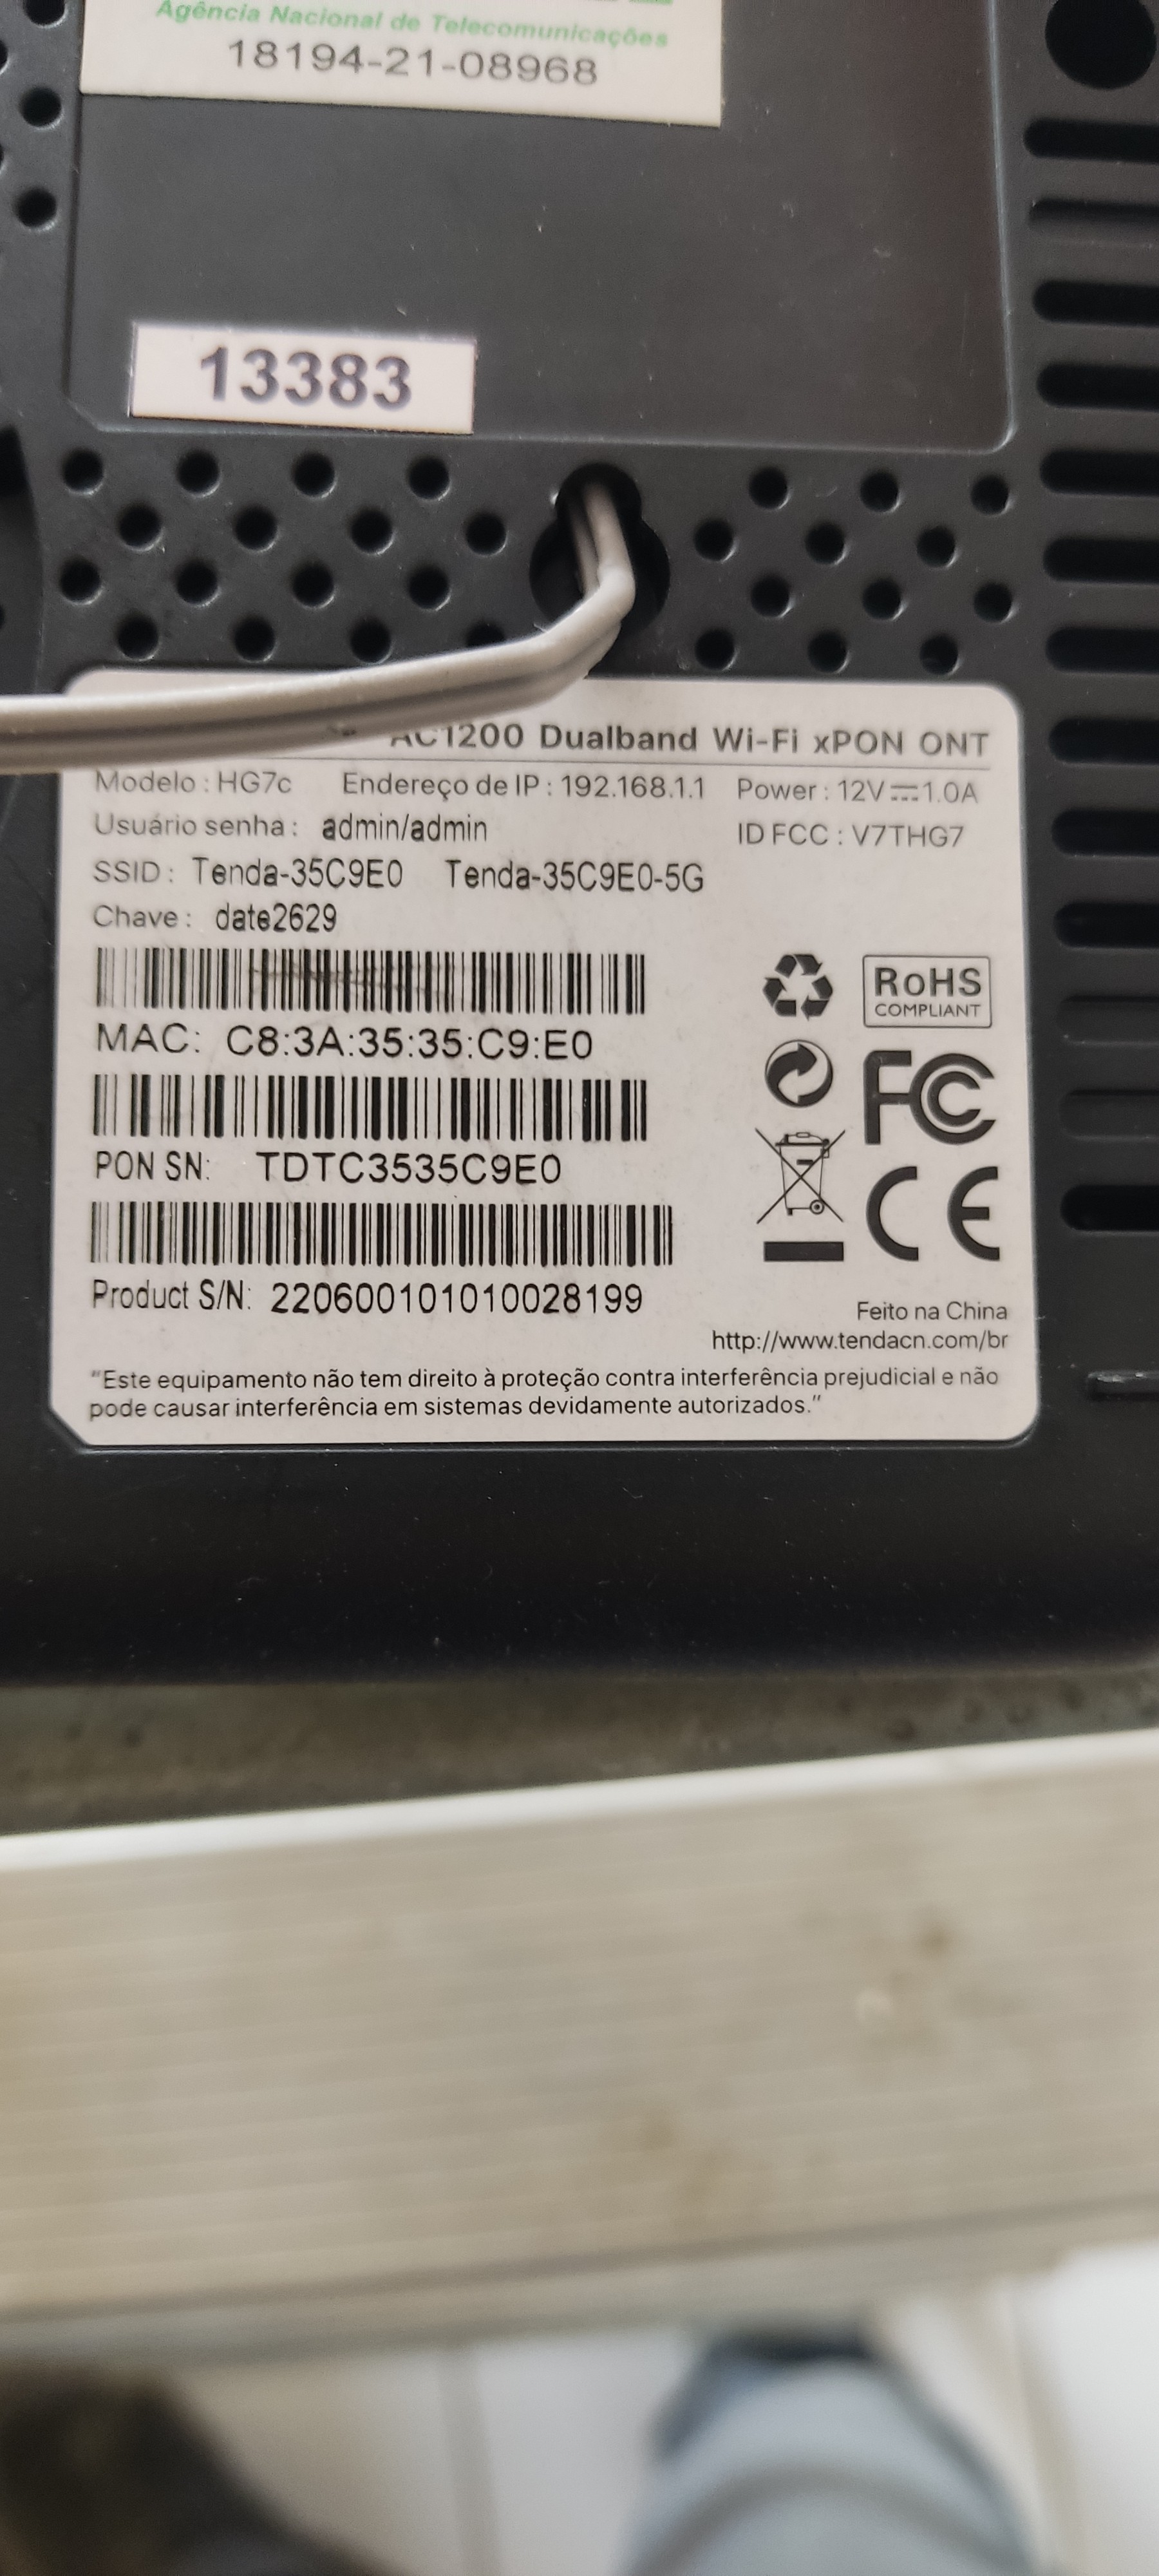 Agência Nacional de Telecomunicações
18194-21-08968
13383
AC1200 Dualband Wi-Fi xPON ONT
Modelo : HG7c Endereço de IP : 192.168.1.1 Power : 12V⎓1.0A
Usuário senha : admin/admin ID FCC : V7THG7
SSID : Tenda-35C9E0 Tenda-35C9E0-5G
Chave : date2629
MAC: C8:3A:35:35:C9:E0
PON SN: TDTC3535C9E0
Product S/N: 220600101010028199
RoHS
COMPLIANT
FC
CE
Feito na China
http://www.tendacn.com/br
"Este equipamento não tem direito à proteção contra interferência prejudicial e não
pode causar interferência em sistemas devidamente autorizados."